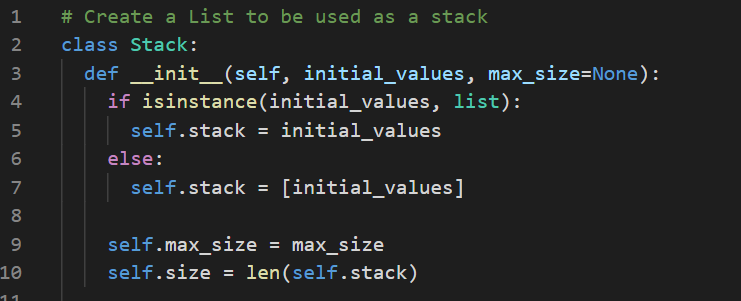 1 # Create a List to be used as a stack
2 class Stack:
3   def __init__(self, initial_values, max_size=None):
4     if isinstance(initial_values, list):
5       self.stack = initial_values
6     else:
7       self.stack = [initial_values]
8
9     self.max_size = max_size
10     self.size = len(self.stack)